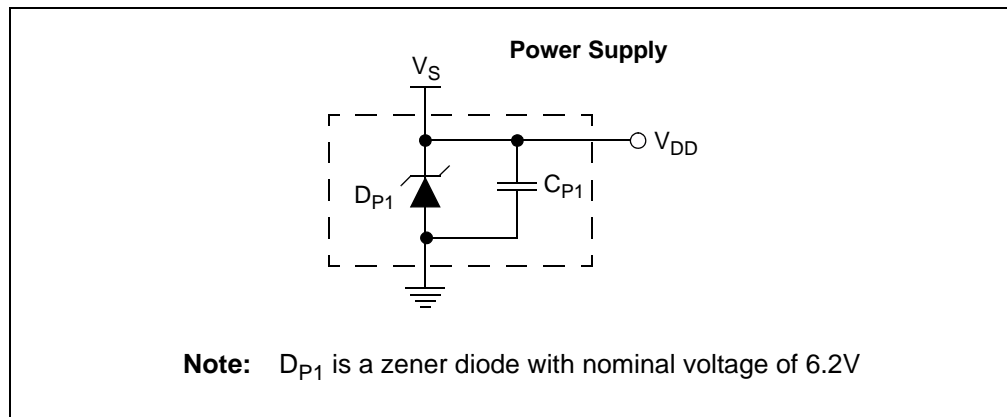 Power Supply
V_S
V_DD
D_P1
C_P1
Note: D_P1 is a zener diode with nominal voltage of 6.2V